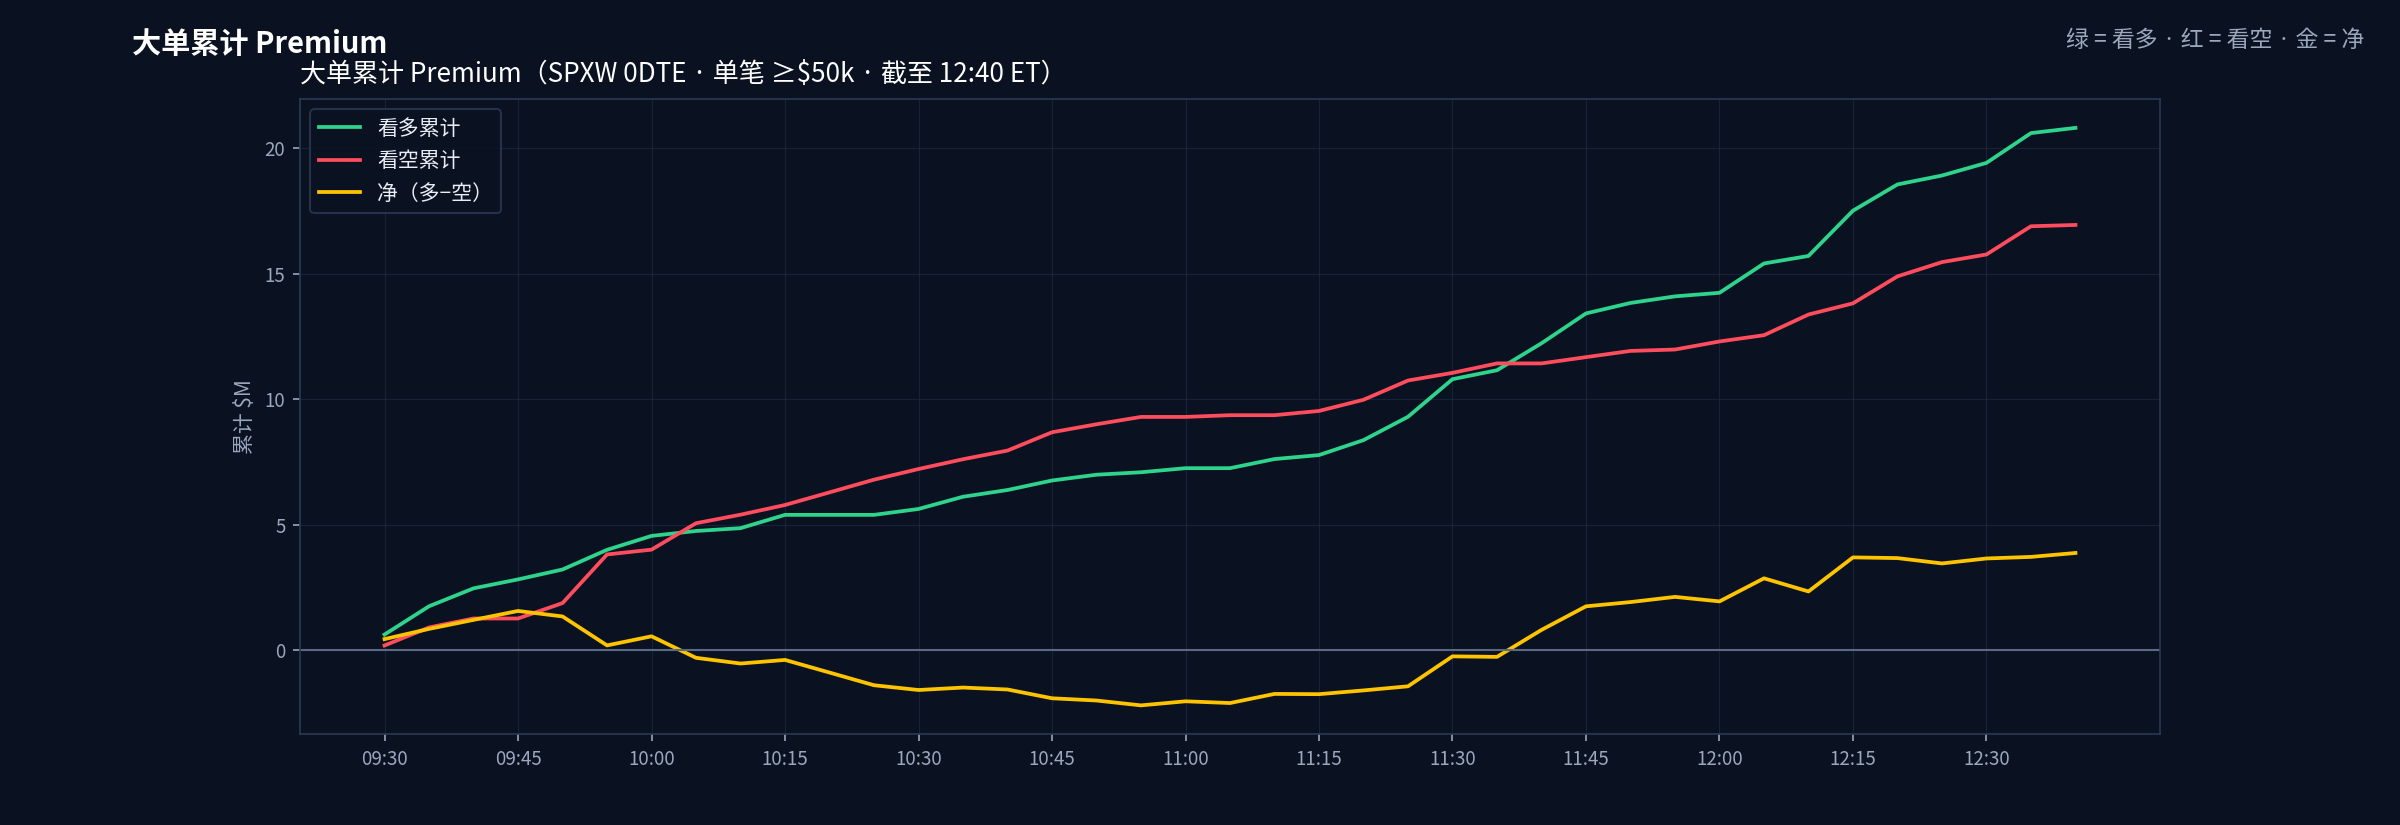 大单累计 Premium
绿 = 看多 · 红 = 看空 · 金 = 净
大单累计 Premium（SPXW 0DTE · 单笔 ≥$50k · 截至 12:40 ET）
看多累计
看空累计
净（多−空）
累计 $M
20
15
10
5
0
09:30 09:45 10:00 10:15 10:30 10:45 11:00 11:15 11:30 11:45 12:00 12:15 12:30